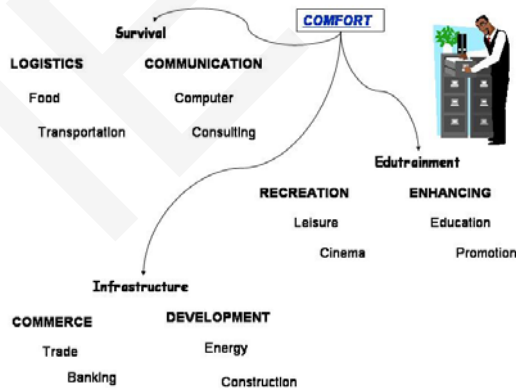 COMFORT
Survival
LOGISTICS COMMUNICATION
Food Computer
Transportation Consulting
Edutrainment
RECREATION ENHANCING
Leisure Education
Cinema Promotion
Infrastructure
COMMERCE DEVELOPMENT
Trade Energy
Banking Construction